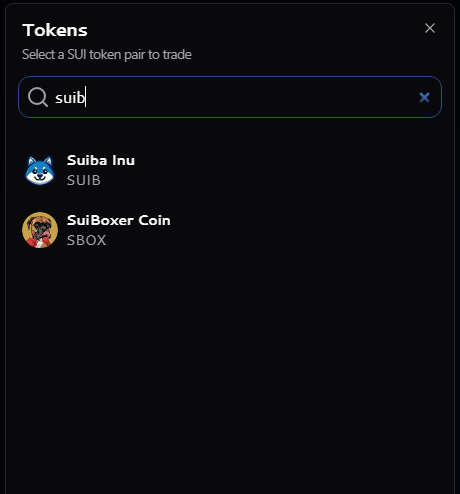 Tokens
Select a SUI token pair to trade
suib
Suiba Inu
SUIB
SuiBoxer Coin
SBOX